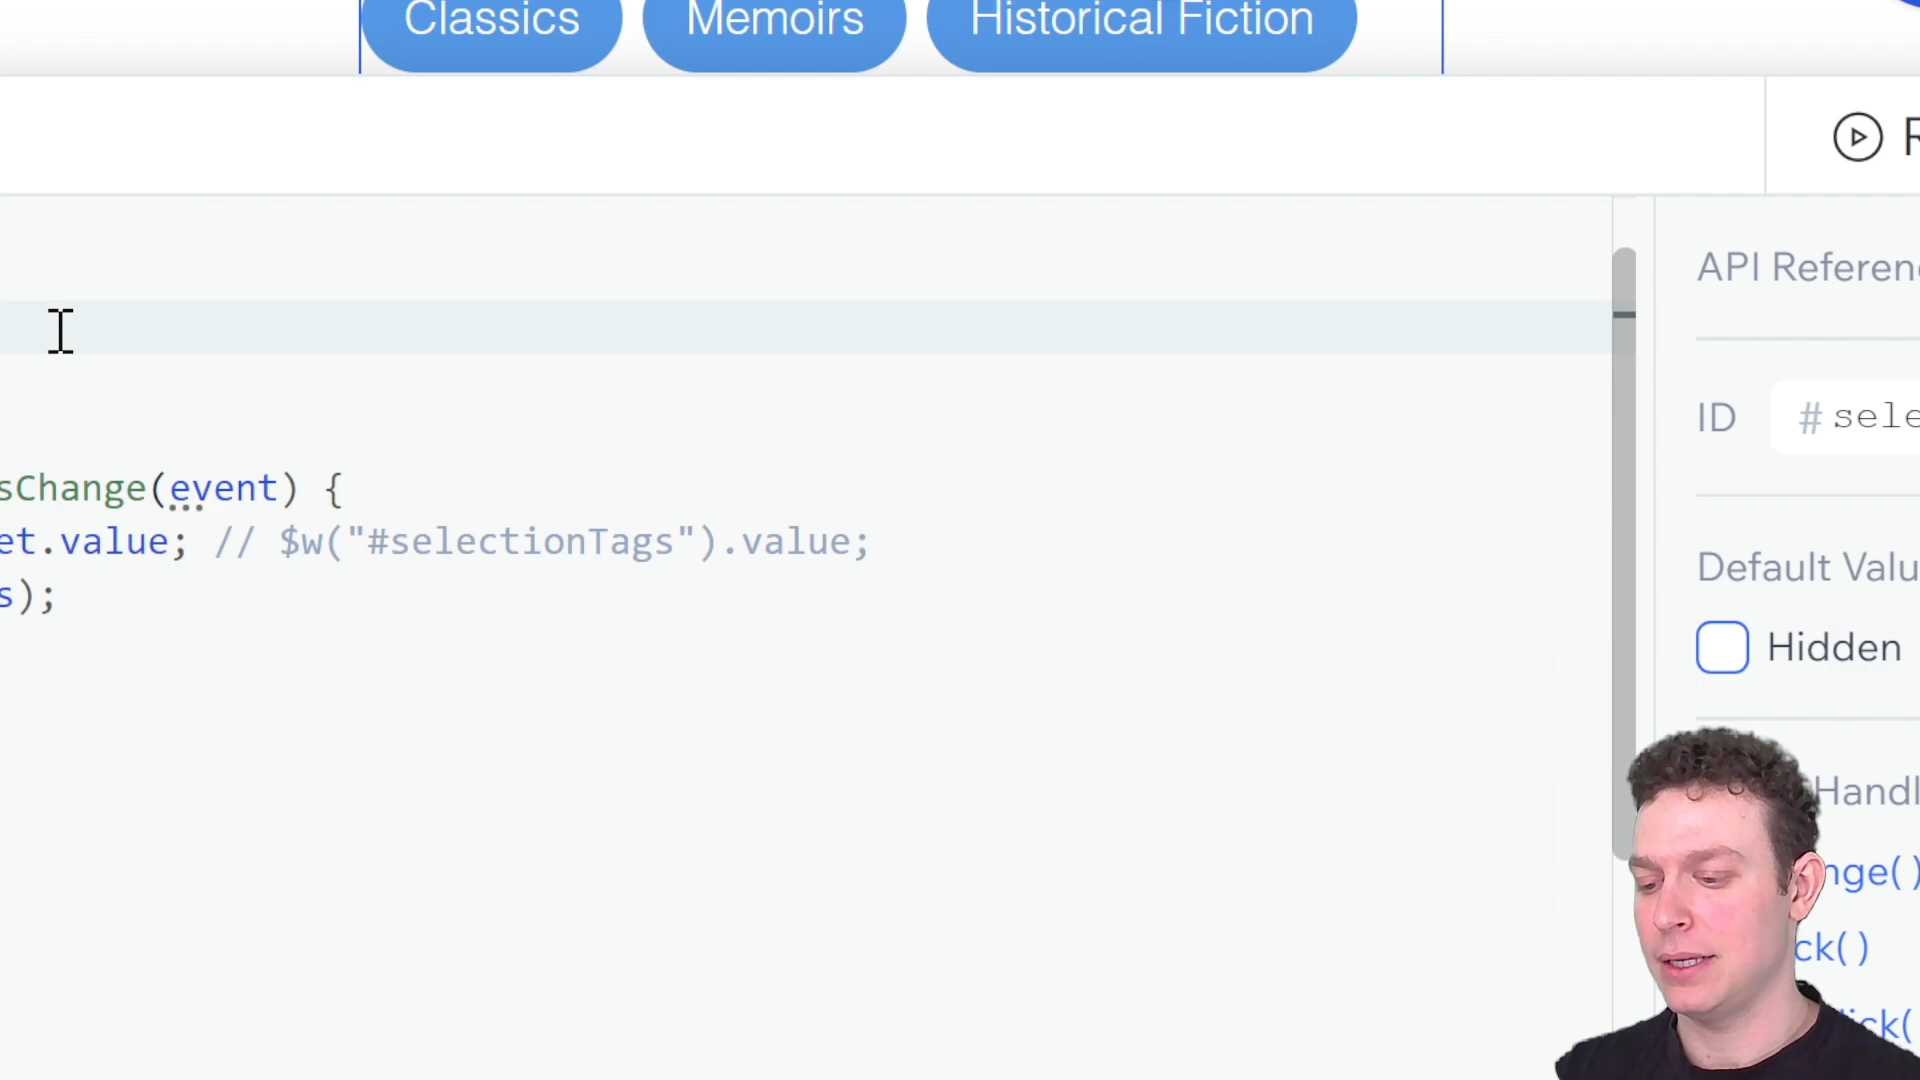 Classics Memoirs Historical Fiction
API Referen
ID # sele
sChange(event) {
et.value; // $w("#selectionTags").value;
s);
Default Valu
Hidden
Handl
nge( )
ck( )
ick(